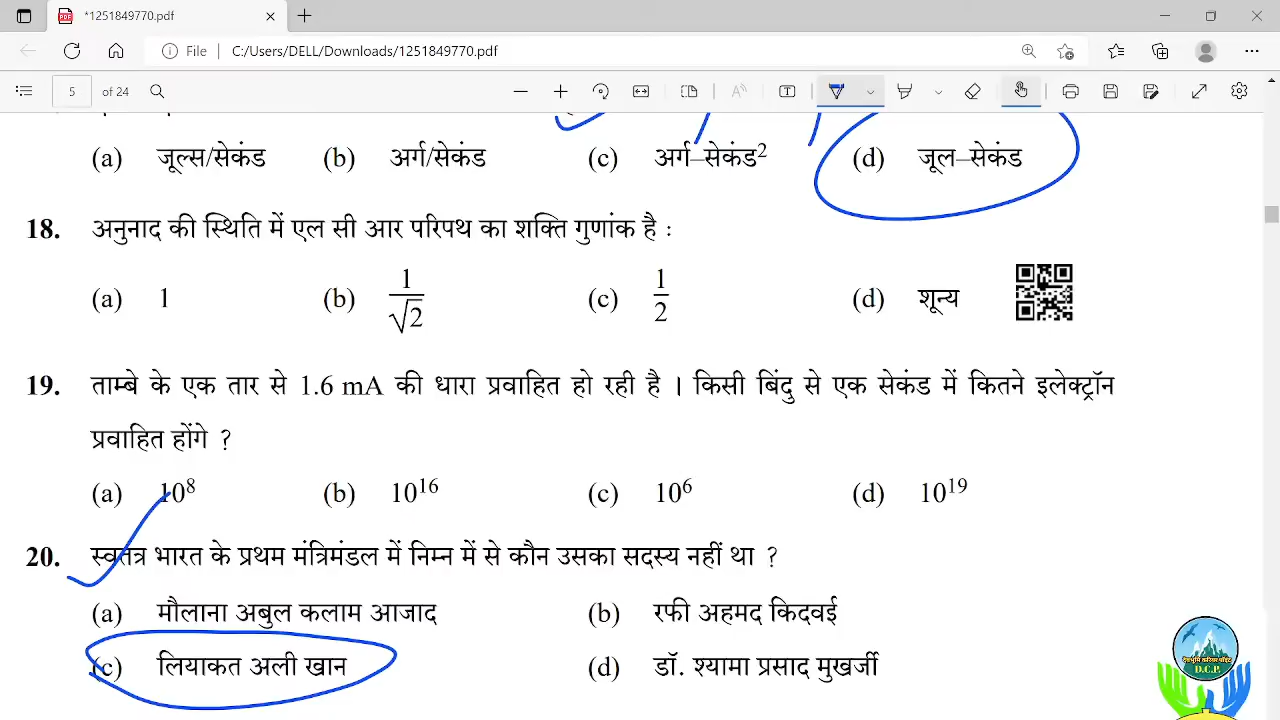 *1251849770.pdf
File C:/Users/DELL/Downloads/1251849770.pdf
5 of 24
(a) जूल्स/सेकंड (b) अर्ग/सेकंड (c) अर्ग–सेकंड² (d) जूल–सेकंड
18. अनुनाद की स्थिति में एल सी आर परिपथ का शक्ति गुणांक है :
(a) 1 (b) 1/√2 (c) 1/2 (d) शून्य
19. ताम्बे के एक तार से 1.6 mA की धारा प्रवाहित हो रही है । किसी बिंदु से एक सेकंड में कितने इलेक्ट्रॉन
प्रवाहित होंगे ?
(a) 10⁸ (b) 10¹⁶ (c) 10⁶ (d) 10¹⁹
20. स्वतंत्र भारत के प्रथम मंत्रिमंडल में निम्न में से कौन उसका सदस्य नहीं था ?
(a) मौलाना अबुल कलाम आजाद (b) रफी अहमद किदवई
(c) लियाकत अली खान (d) डॉ. श्यामा प्रसाद मुखर्जी
D.C.P.